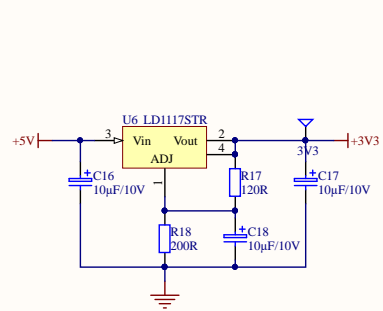 U6 LD1117STR
+5V
3
Vin
Vout
2
4
ADJ
1
3V3
+3V3
C16
10μF/10V
R17
120R
C17
10μF/10V
R18
200R
C18
10μF/10V